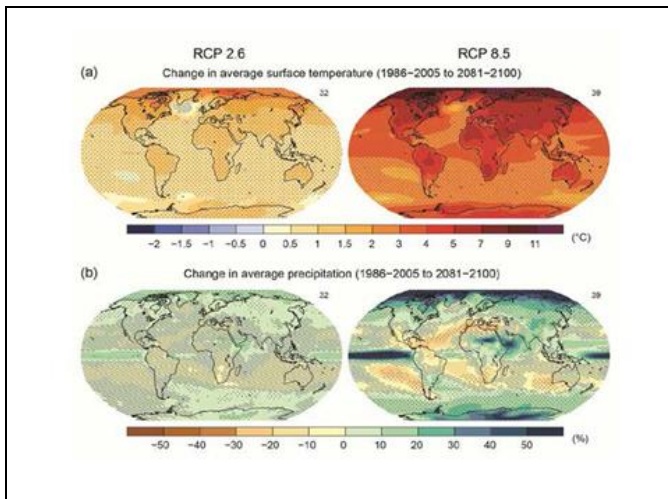 RCP 2.6
RCP 8.5
(a)
Change in average surface temperature (1986−2005 to 2081−2100)
32
39
−2 −1.5 −1 −0.5 0 0.5 1 1.5 2 3 4 5 7 9 11
(°C)
(b)
Change in average precipitation (1986−2005 to 2081−2100)
32
39
−50 −40 −30 −20 −10 0 10 20 30 40 50
(%)